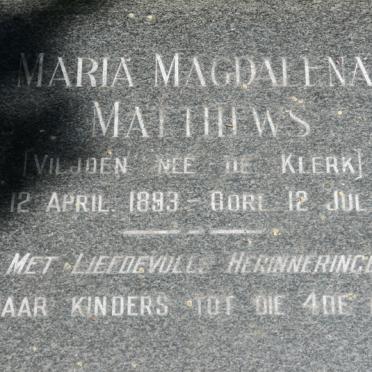 MARIA MAGDALENA
MATTHEWS
[VILJOEN NEE DE KLERK]
12 APRIL 1893 - OORL 12 JUL
MET LIEFDEVOLLE HERINNERINGE
AAR KINDERS TOT DIE 4DE